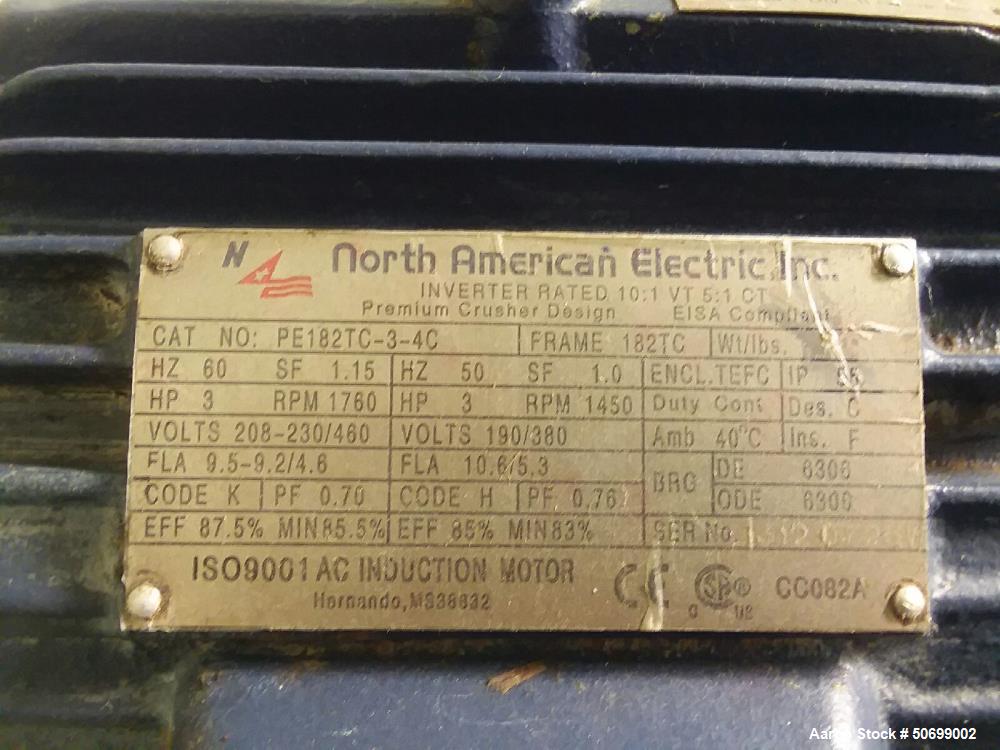 N
North American Electric, Inc.
INVERTER RATED 10:1 VT 5:1 CT
Premium Crusher Design EISA Compliant
CAT NO: PE182TC-3-4C FRAME 182TC Wt/lbs.
HZ 60 SF 1.15 HZ 50 SF 1.0 ENCL.TEFC IP 55
HP 3 RPM 1760 HP 3 RPM 1450 Duty Cont Des. C
VOLTS 208-230/460 VOLTS 190/380 Amb 40°C Ins. F
FLA 9.5-9.2/4.6 FLA 10.6/5.3 BRG DE 6306
CODE K PF 0.70 CODE H PF 0.76 ODE 6306
EFF 87.5% MIN85.5% EFF 85% MIN83% SER No.
ISO9001 AC INDUCTION MOTOR
Hernando, MS38632
CE SP® C US CC082A
Stock # 50699002